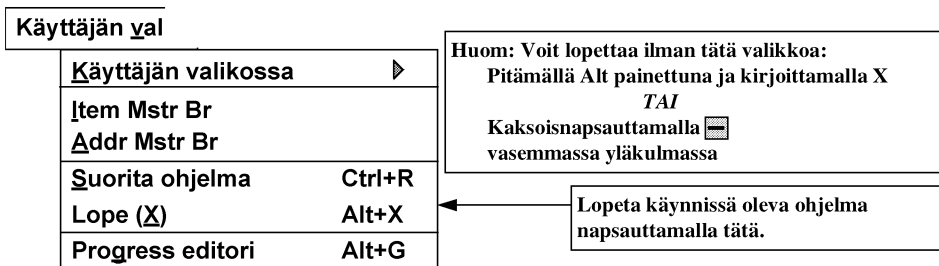 Käyttäjän val
Käyttäjän valikossa
Item Mstr Br
Addr Mstr Br
Suorita ohjelma Ctrl+R
Lope (X) Alt+X
Progress editori Alt+G
Huom: Voit lopettaa ilman tätä valikkoa:
Pitämällä Alt painettuna ja kirjoittamalla X
TAI
Kaksoisnapsauttamalla
vasemmassa yläkulmassa
Lopeta käynnissä oleva ohjelma
napsauttamalla tätä.